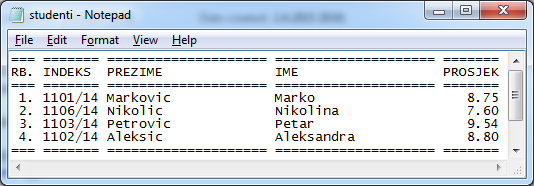 studenti - Notepad
File Edit Format View Help
=== ======= ==================== ==================== =======
RB. INDEKS  PREZIME              IME                  PROSJEK
=== ======= ==================== ==================== =======
 1. 1101/14 Markovic             Marko                   8.75
 2. 1106/14 Nikolic              Nikolina                7.60
 3. 1103/14 Petrovic             Petar                   9.54
 4. 1102/14 Aleksic              Aleksandra              8.80
=== ======= ==================== ==================== =======